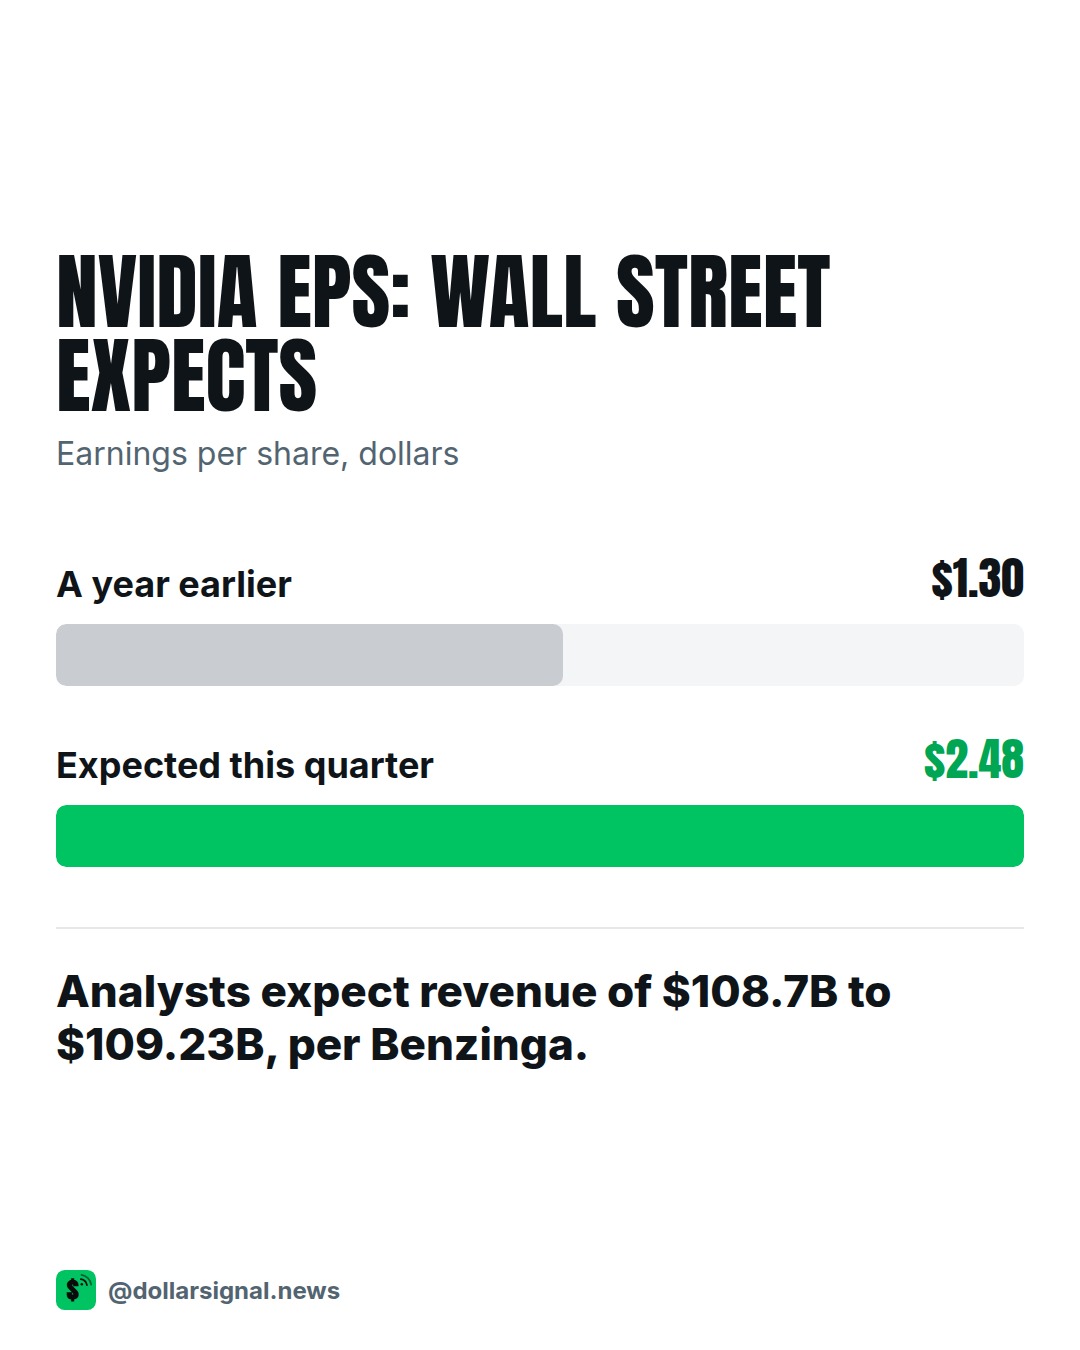 NVIDIA EPS: WALL STREET
EXPECTS
Earnings per share, dollars
A year earlier
$1.30
Expected this quarter
$2.48
Analysts expect revenue of $108.7B to
$109.23B, per Benzinga.
$
@dollarsignal.news